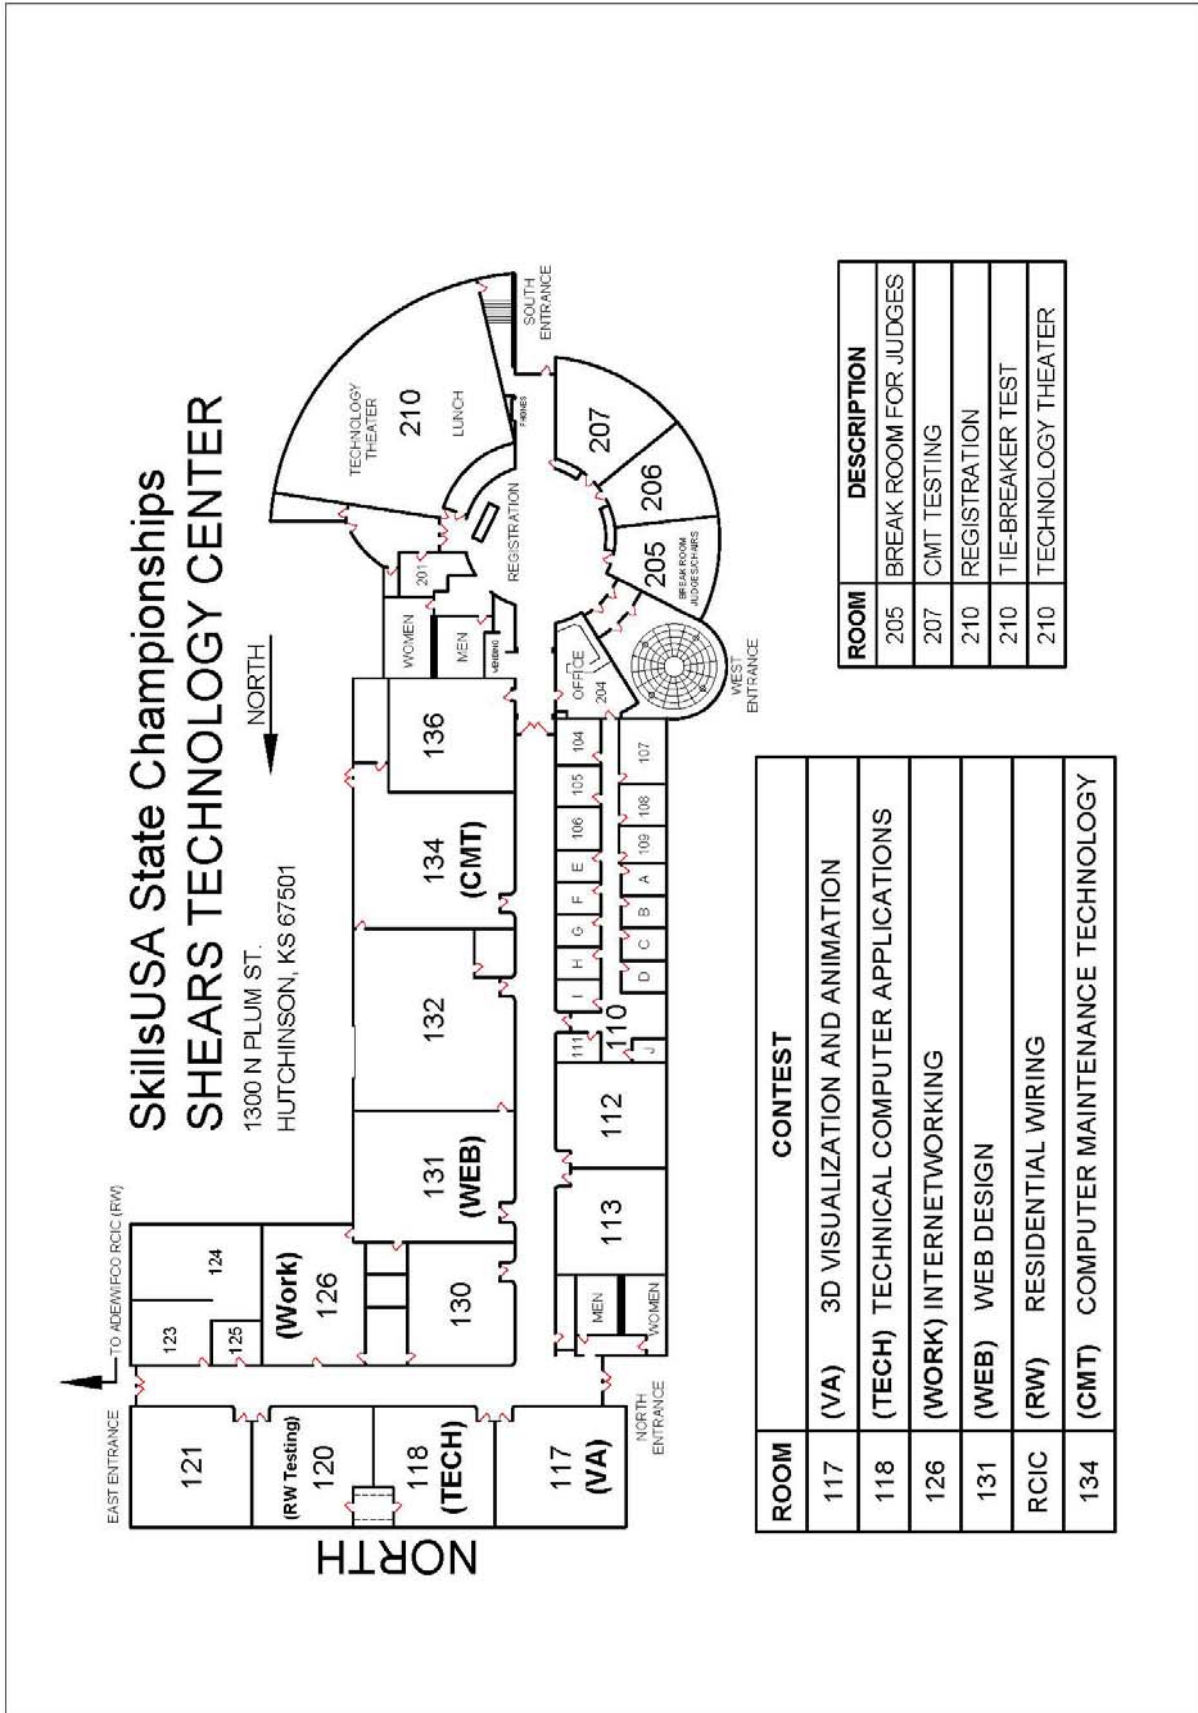 SkillsUSA State Championships
SHEARS TECHNOLOGY CENTER
1300 N PLUM ST.
HUTCHINSON, KS 67501
NORTH
TO ADE/WIFCO RCIC (RW)
EAST ENTRANCE
121
(RW Testing)
120
118
(TECH)
117
(VA)
NORTH
NORTH
ENTRANCE
123
124
125
(Work)
126
130
131
(WEB)
132
134
(CMT)
136
WOMEN
MEN
VENDING
201
TECHNOLOGY
THEATER
210
LUNCH
REGISTRATION
PHONES
SOUTH
ENTRANCE
207
206
205
BREAK ROOM
JUDGES/CHAIRS
WEST
ENTRANCE
OFFICE
204
104
105
106
E
F
G
H
I
107
108
109
A
B
C
D
110
111
J
112
113
MEN
WOMEN
ROOM CONTEST
117 (VA) 3D VISUALIZATION AND ANIMATION
118 (TECH) TECHNICAL COMPUTER APPLICATIONS
126 (WORK) INTERNETWORKING
131 (WEB) WEB DESIGN
RCIC (RW) RESIDENTIAL WIRING
134 (CMT) COMPUTER MAINTENANCE TECHNOLOGY
ROOM DESCRIPTION
205 BREAK ROOM FOR JUDGES
207 CMT TESTING
210 REGISTRATION
210 TIE-BREAKER TEST
210 TECHNOLOGY THEATER